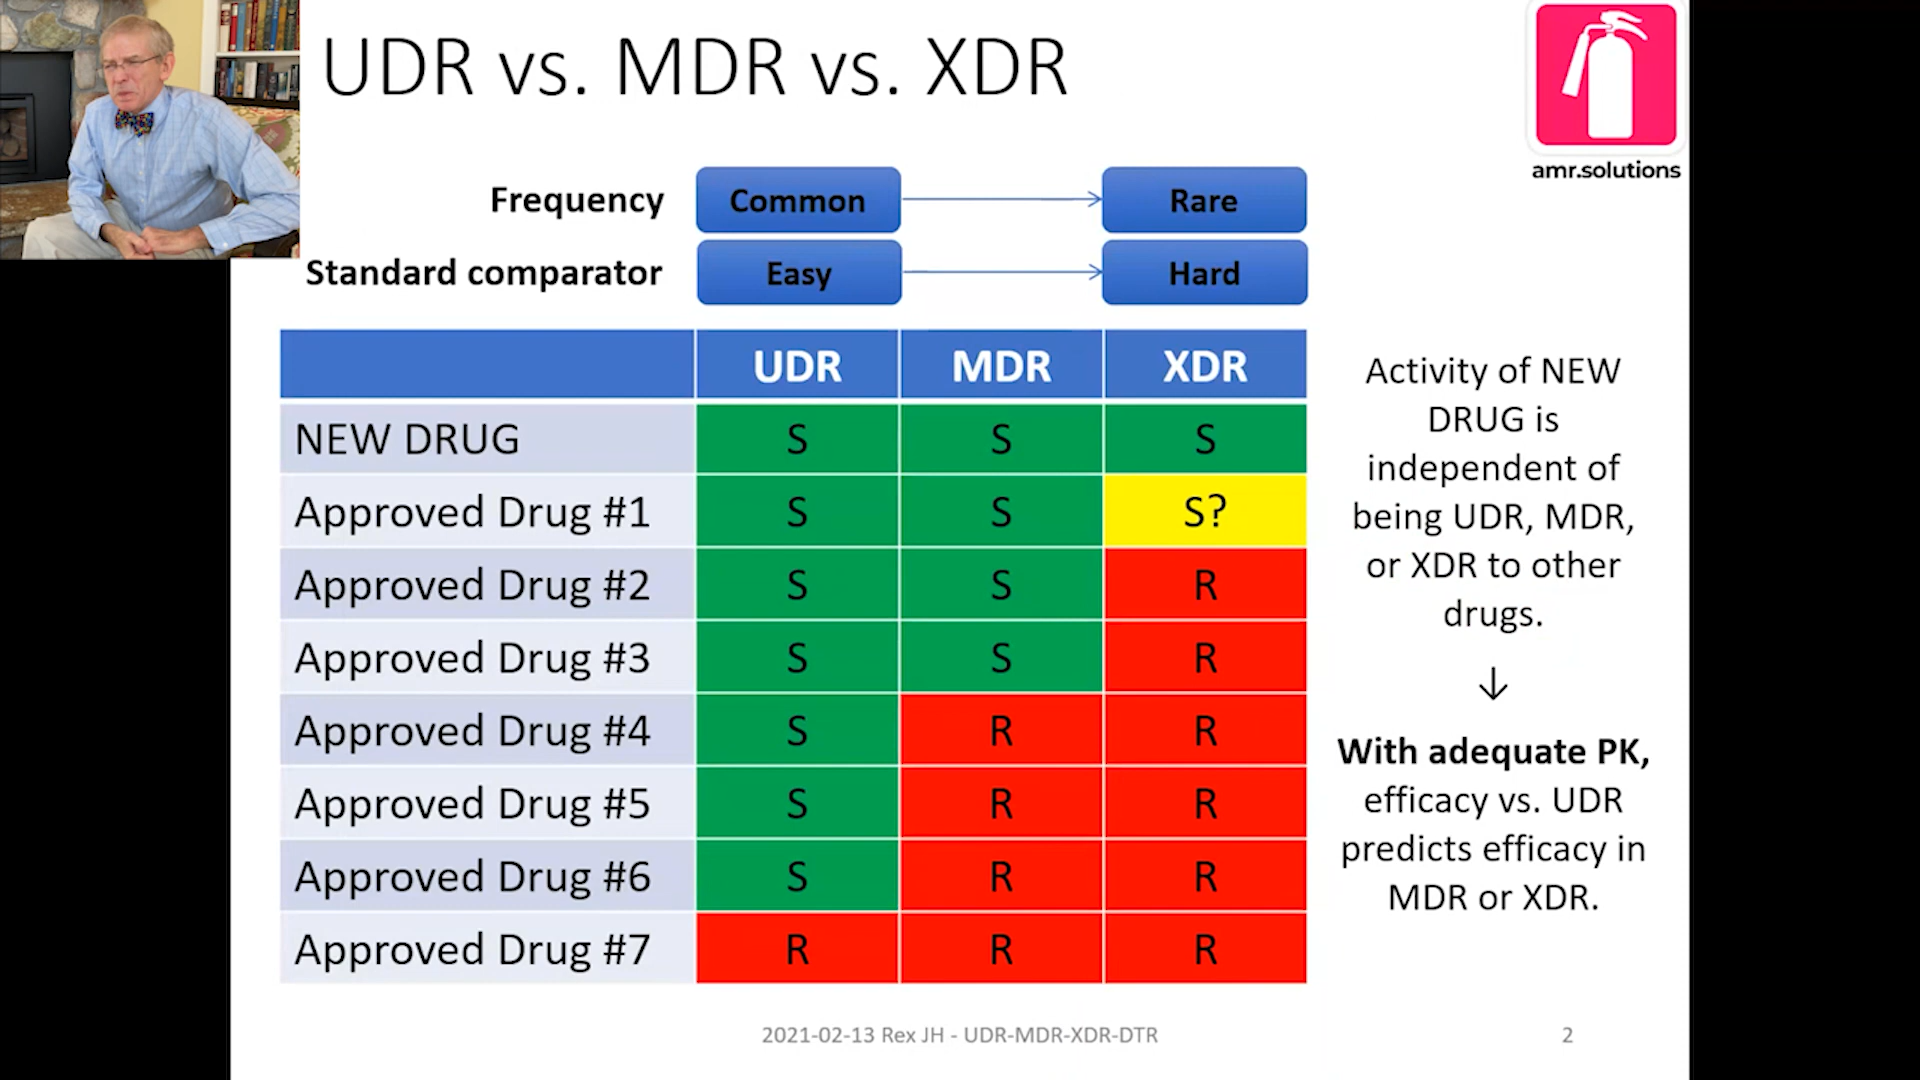 UDR vs. MDR vs. XDR
amr.solutions
Frequency Common Rare
Standard comparator Easy Hard
UDR MDR XDR
NEW DRUG S S S
Approved Drug #1 S S S?
Approved Drug #2 S S R
Approved Drug #3 S S R
Approved Drug #4 S R R
Approved Drug #5 S R R
Approved Drug #6 S R R
Approved Drug #7 R R R
Activity of NEW
DRUG is
independent of
being UDR, MDR,
or XDR to other
drugs.
↓
With adequate PK,
efficacy vs. UDR
predicts efficacy in
MDR or XDR.
2021-02-13 Rex JH - UDR-MDR-XDR-DTR
2